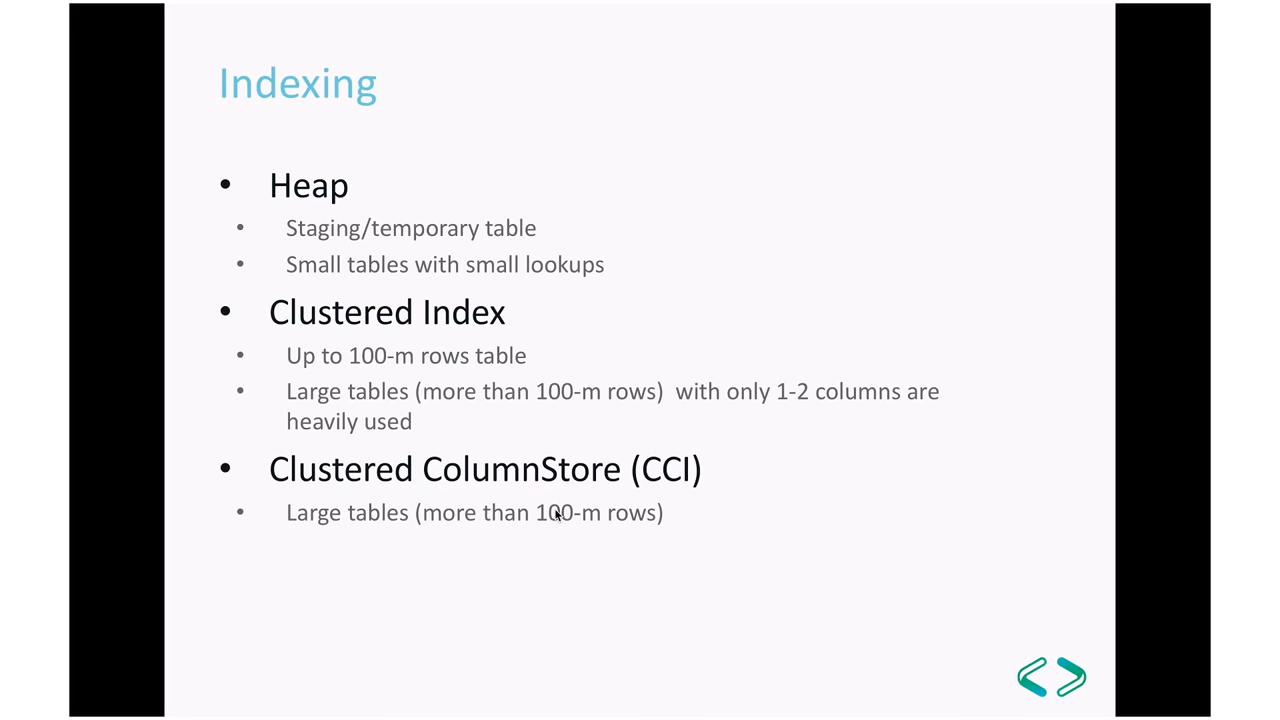 Indexing
• Heap
• Staging/temporary table
• Small tables with small lookups
• Clustered Index
• Up to 100-m rows table
• Large tables (more than 100-m rows)  with only 1-2 columns are
heavily used
• Clustered ColumnStore (CCI)
• Large tables (more than 100-m rows)